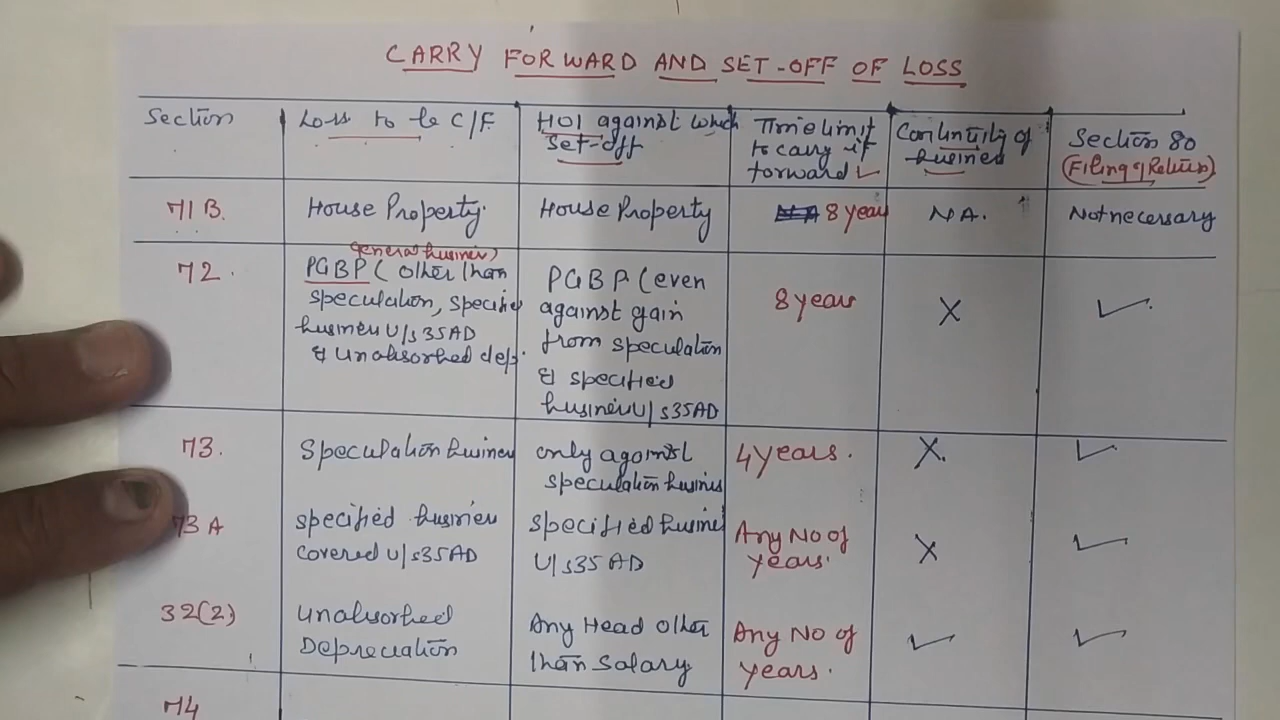 CARRY FORWARD AND SET-OFF OF LOSS
Section
Loss to be C/F
HOI against which
set-off
Time limit
to carry it
forward
Continuity of
business
Section 80
(Filing of Return)
71B.
House Property.
House Property
8 years
N A.
Not necessary
72.
general business)
PGBP ( other than
speculation, specified
business U/s 35AD
& unabsorbed dep.
PGBP (even
against gain
from speculation
& specified
business U/s 35AD
8 years
X
✓
73.
Speculation business
only against
speculation business
4 years.
X.
✓
73A
specified business
covered U/s 35AD
specified business
U/s 35 AD
Any No of
years.
X
✓
32(2)
unabsorbed
Depreciation
Any Head other
than salary
Any No of
years.
✓
✓
74